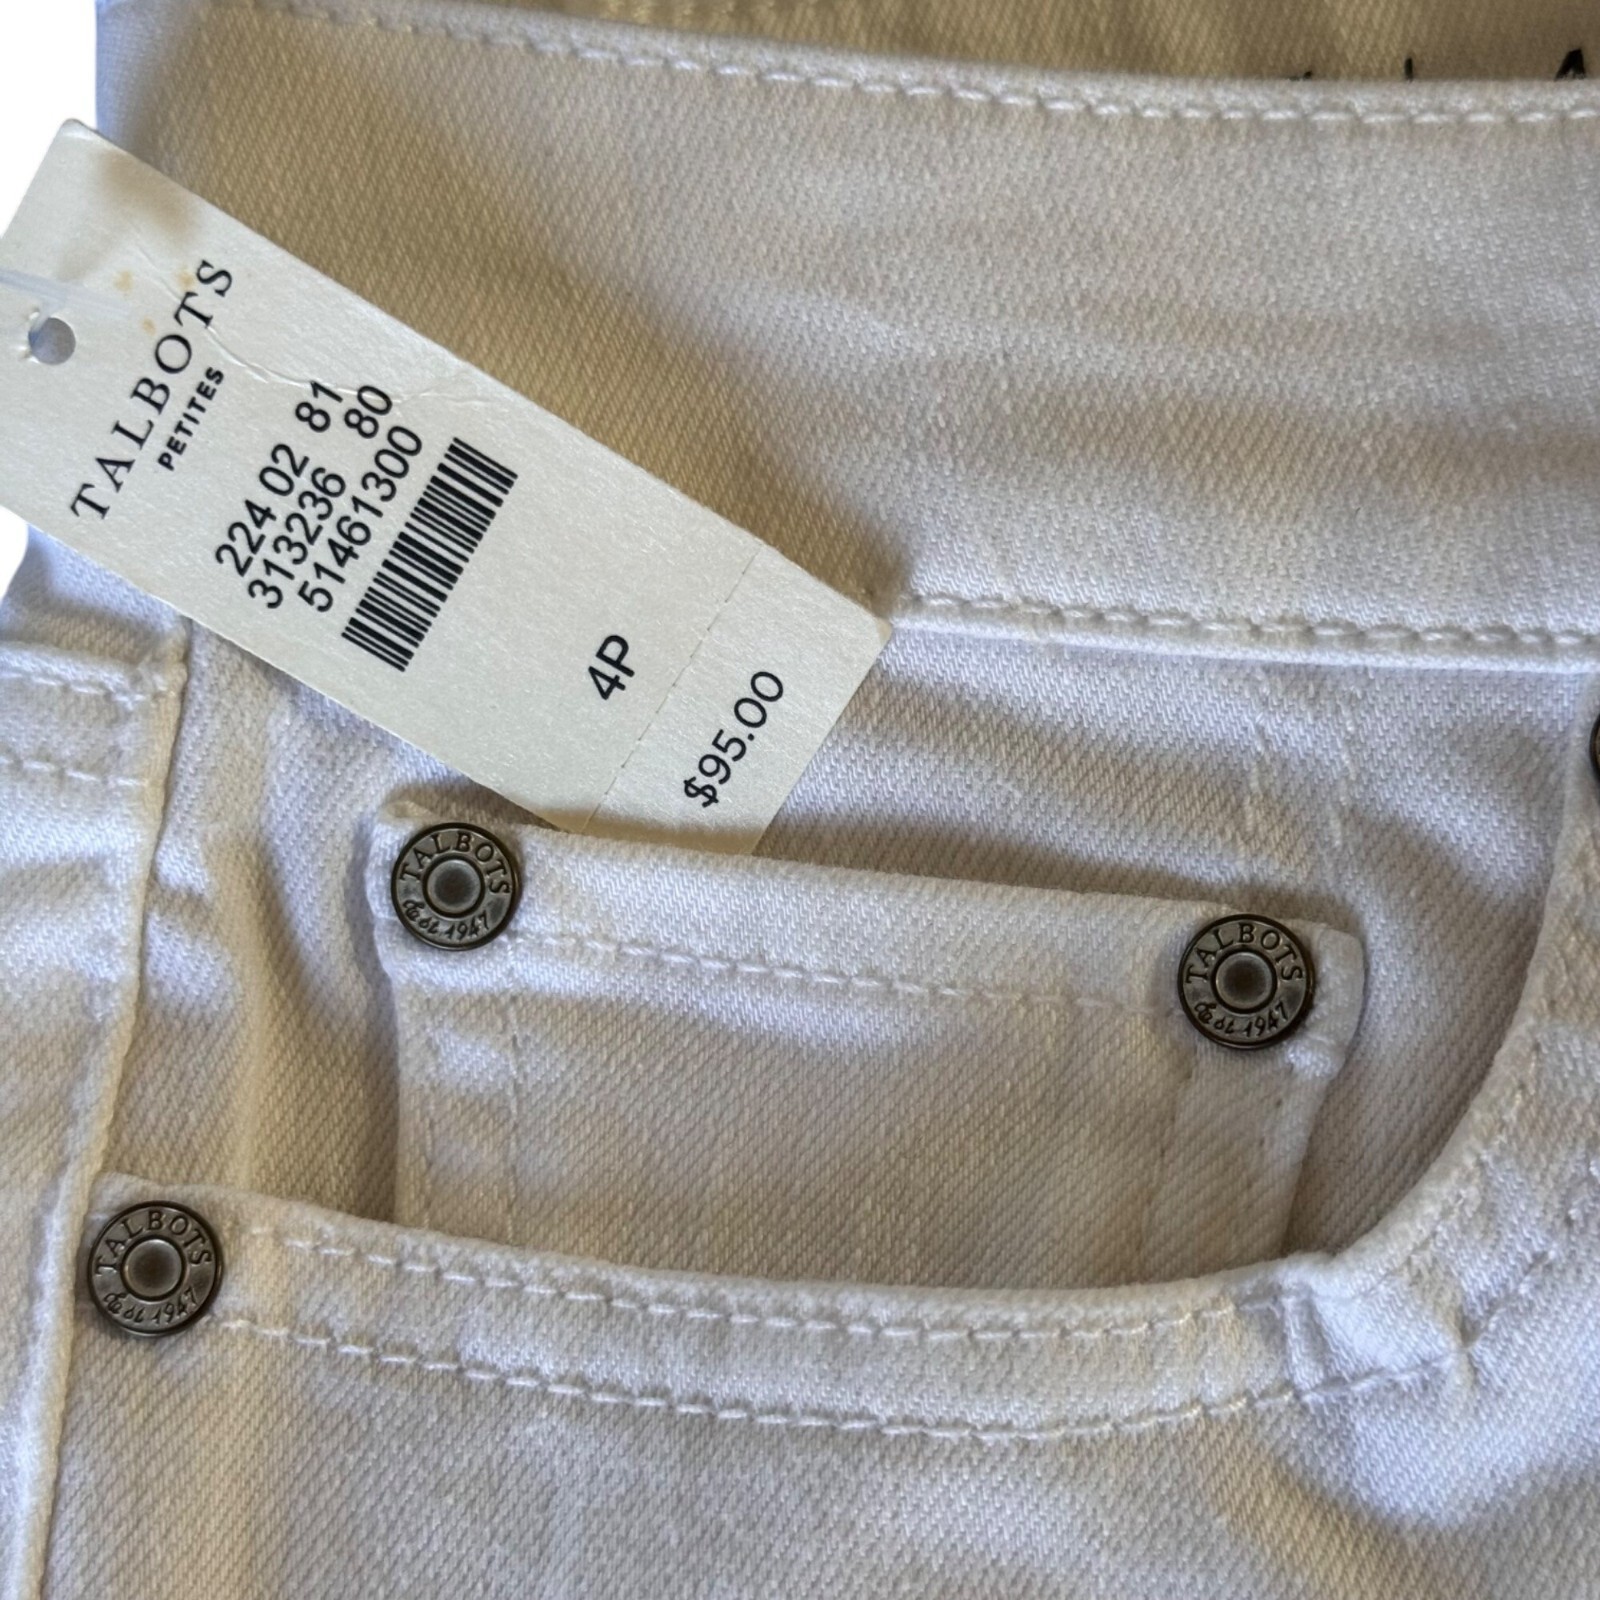 TALBOTS
PETITES
224 02 81
313236 80
51461300
4P
$95.00
TALBOTS
Est 1947
TALBOTS
Est 1947
TALBOTS
Est 1947